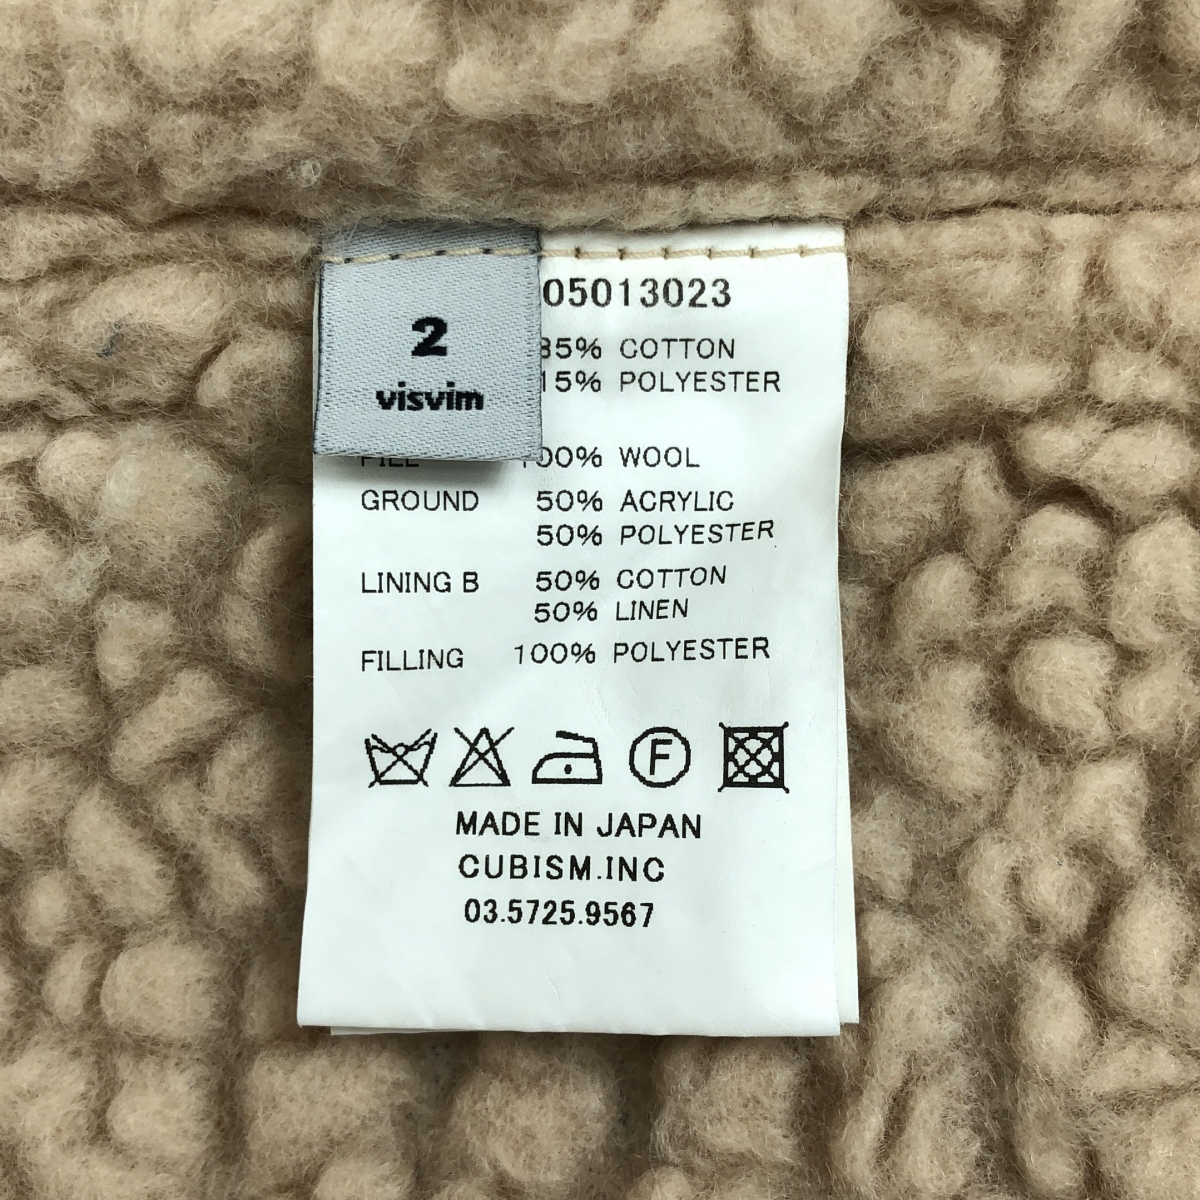 2
visvim
05013023
85% COTTON
15% POLYESTER
100% WOOL
GROUND 50% ACRYLIC
50% POLYESTER
LINING B 50% COTTON
50% LINEN
FILLING 100% POLYESTER
F
MADE IN JAPAN
CUBISM.INC
03.5725.9567